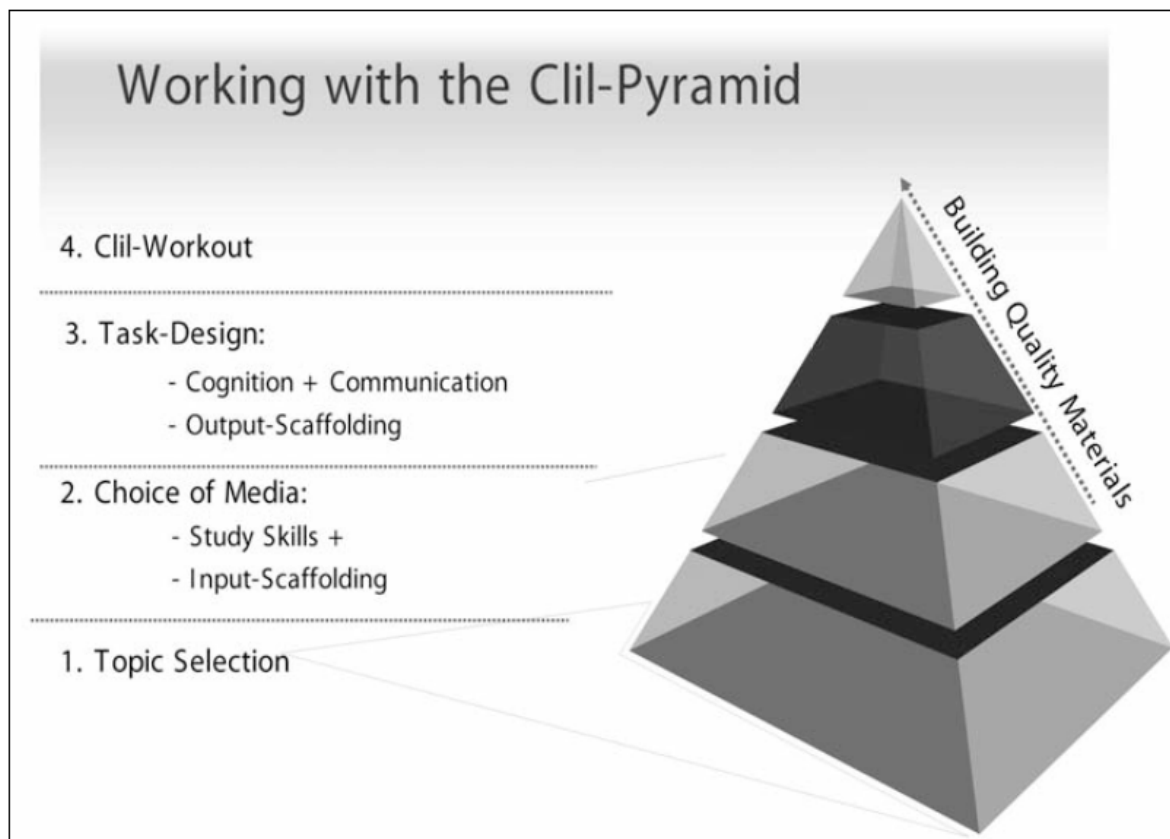 Working with the Clil-Pyramid
4. Clil-Workout
3. Task-Design:
- Cognition + Communication
- Output-Scaffolding
2. Choice of Media:
- Study Skills +
- Input-Scaffolding
1. Topic Selection
Building Quality Materials